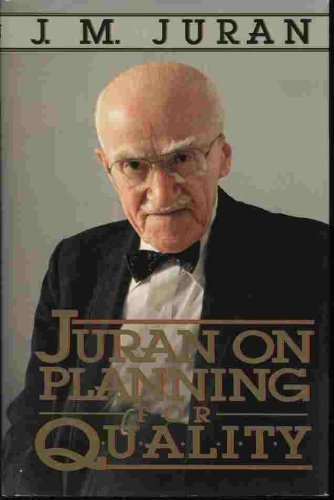 J. M. JURAN
JURAN ON
PLANNING
FOR
QUALITY